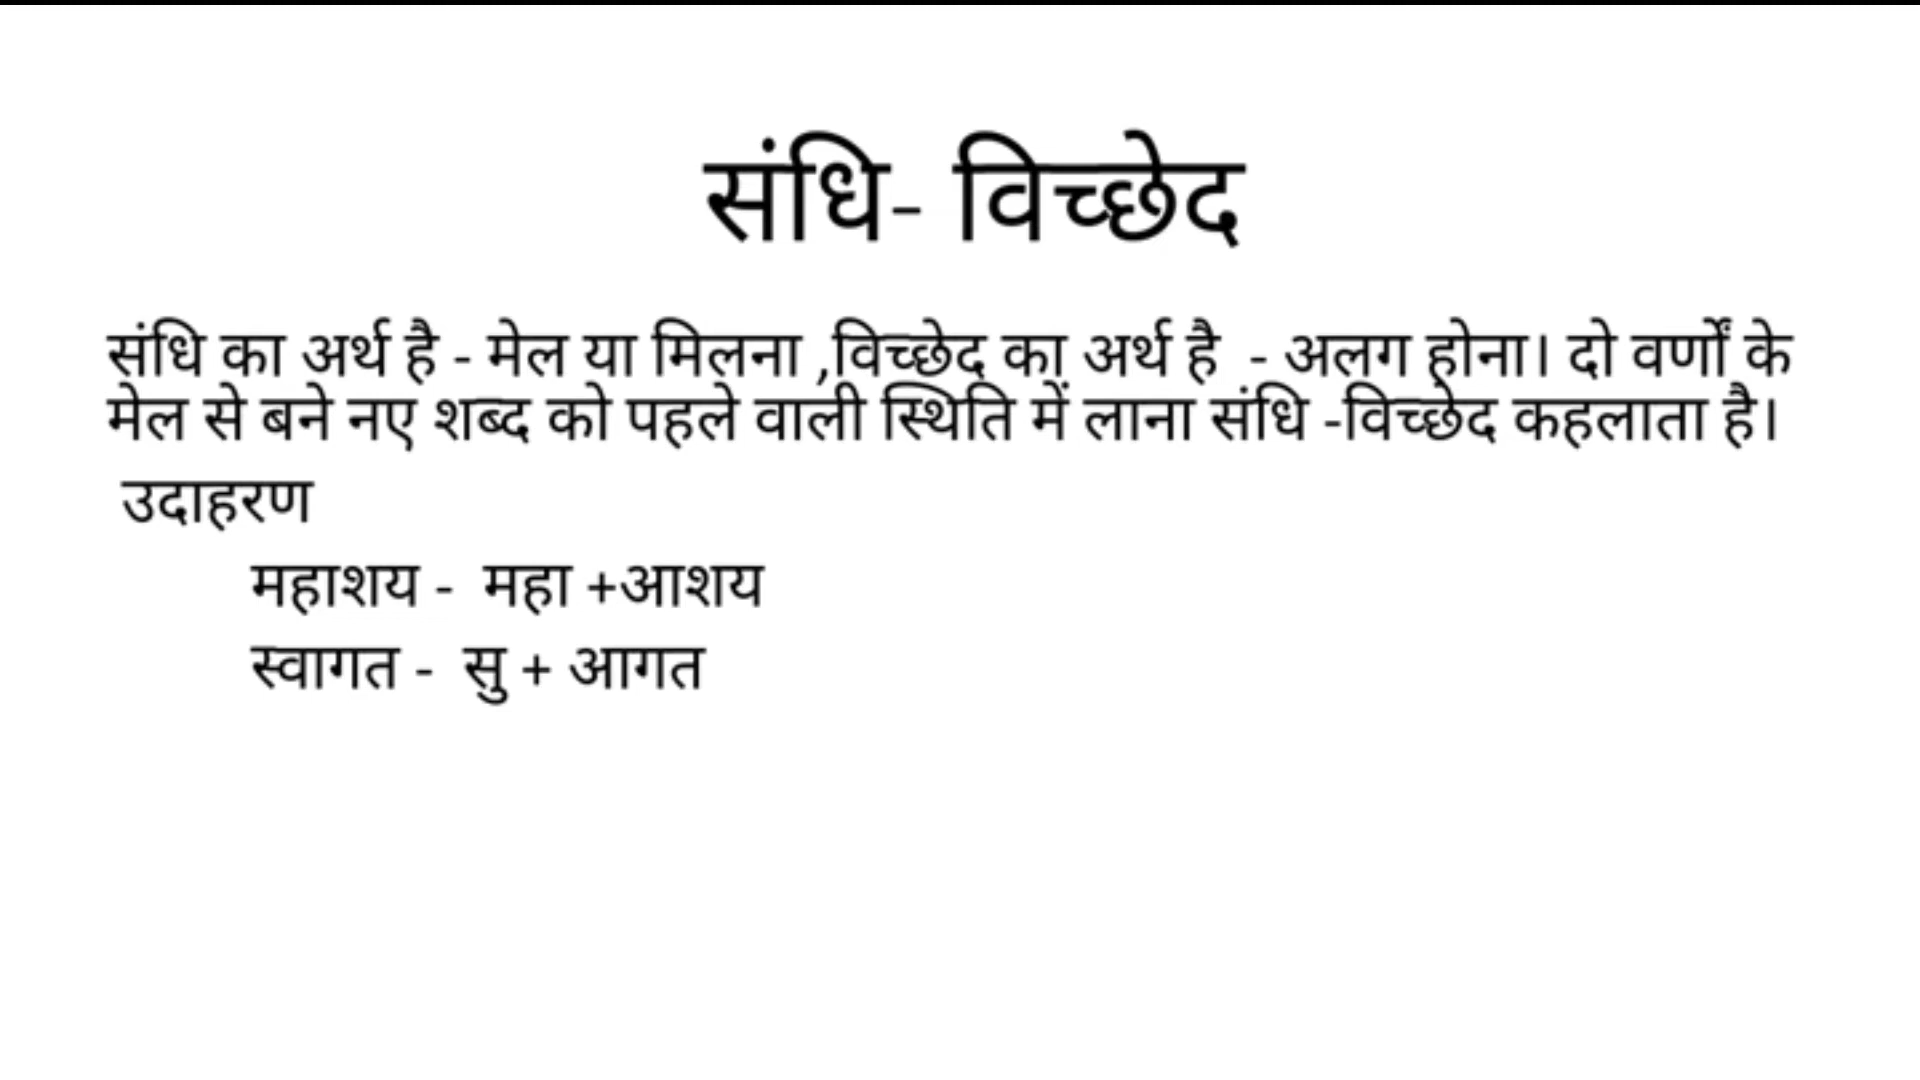 संधि- विच्छेद
संधि का अर्थ है - मेल या मिलना ,विच्छेद का अर्थ है - अलग होना। दो वर्णों के
मेल से बने नए शब्द को पहले वाली स्थिति में लाना संधि -विच्छेद कहलाता है।
उदाहरण
महाशय - महा +आशय
स्वागत - सु + आगत